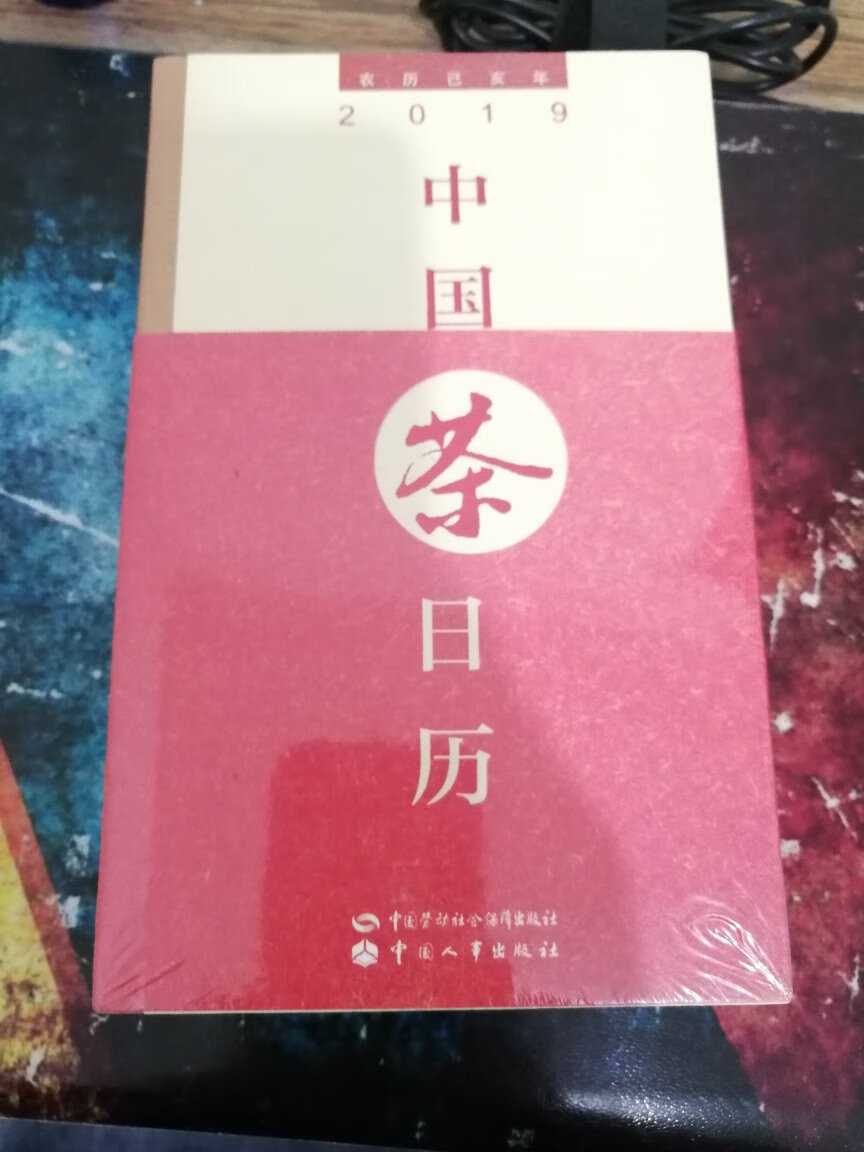 农历己亥年
2019
中
国
茶
日
历
中国劳动社会保障出版社
中国人事出版社